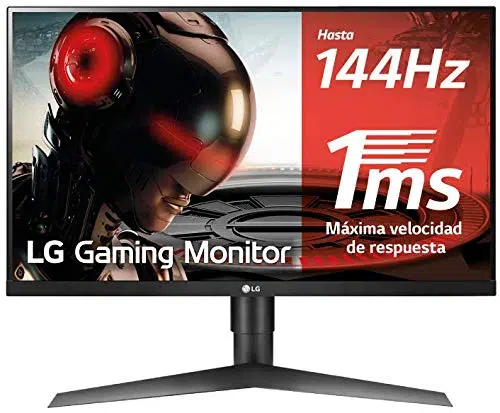 Hasta
144Hz
1ms
Máxima velocidad
de respuesta
LG Gaming Monitor
LG